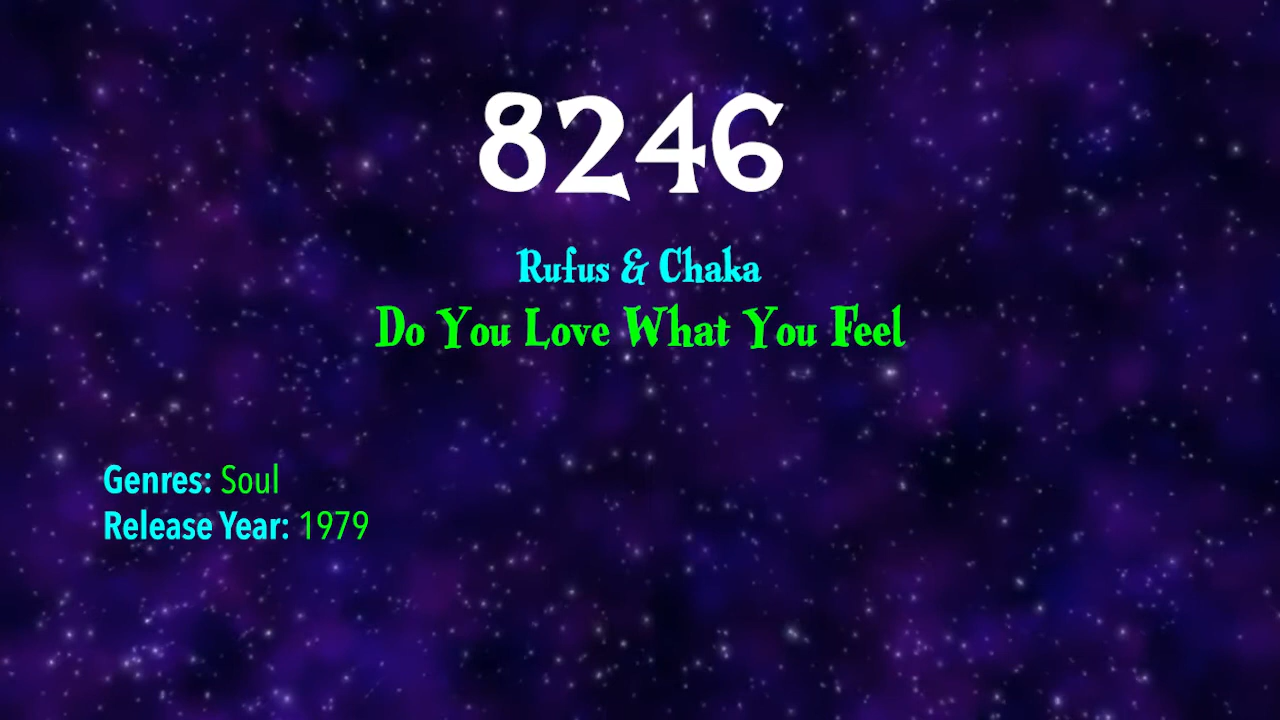 8246
Rufus & Chaka
Do You Love What You Feel
Genres: Soul
Release Year: 1979